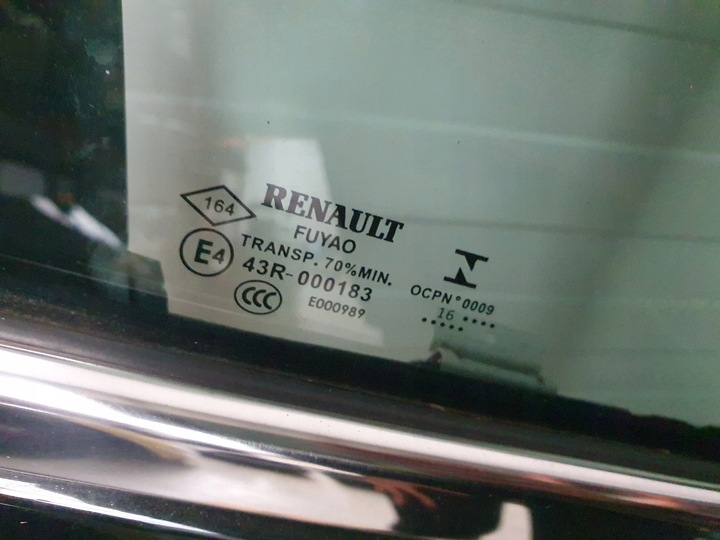 164
RENAULT
FUYAO
E4
TRANSP. 70%MIN.
43R-000183
CCC
E000989
OCPN°0009
16